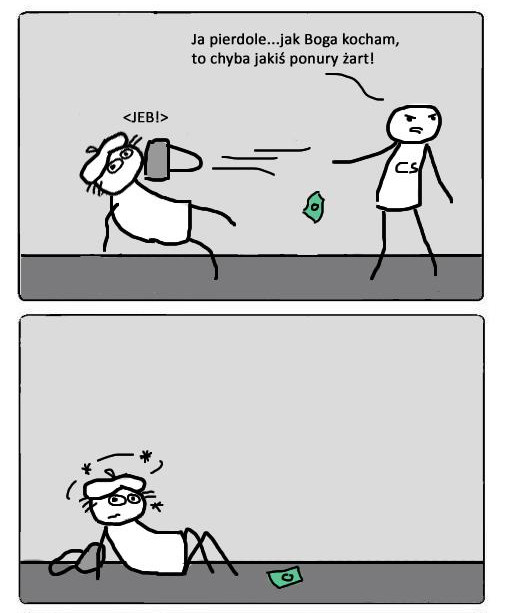 Ja pierdole...jak Boga kocham,
to chyba jakiś ponury żart!
<JEB!>
CS